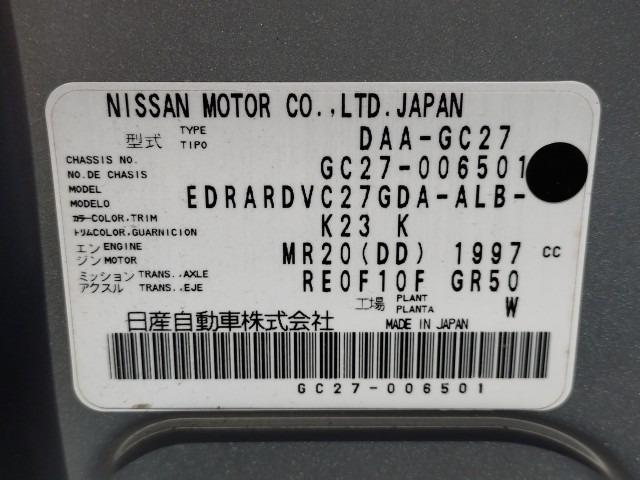 NISSAN MOTOR CO.,LTD.JAPAN
型式 TYPE TIPO DAA-GC27
CHASSIS NO. NO.DE CHASIS GC27-006501
MODEL MODELO EDRARDVC27GDA-ALB-
カラー COLOR,TRIM トリムCOLOR,GUARNICION K23 K
エンジン ENGINE MOTOR MR20(DD) 1997 CC
ミッション TRANS.,AXLE アクスル TRANS.,EJE RE0F10F GR50
工場 PLANT PLANTA W
日産自動車株式会社 MADE IN JAPAN
GC27-006501